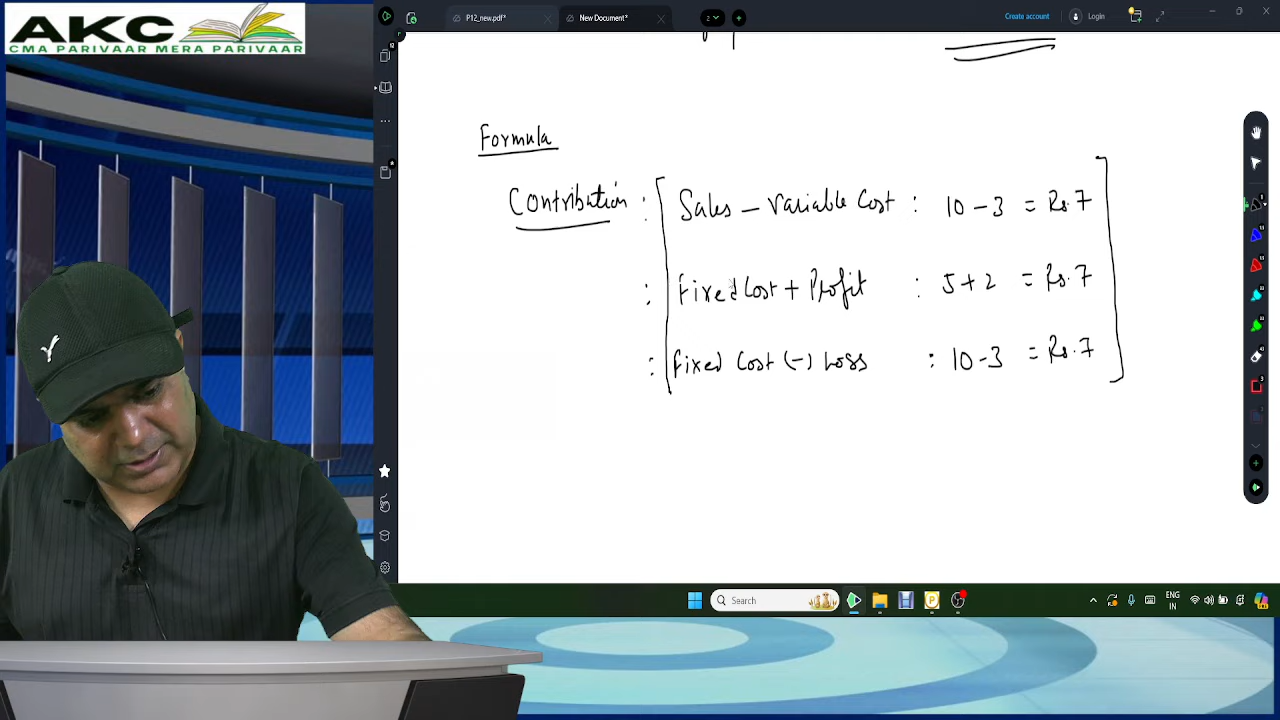 AKC
CMA PARIVAAR MERA PARIVAAR
P12_new.pdf*
New Document*
2
Create account
Login
Formula
Contribution : Sales - Variable Cost : 10 - 3 = Rs. 7
: Fixed Cost + Profit : 5 + 2 = Rs. 7
: Fixed Cost (-) Loss : 10 - 3 = Rs. 7
Search
ENG
IN